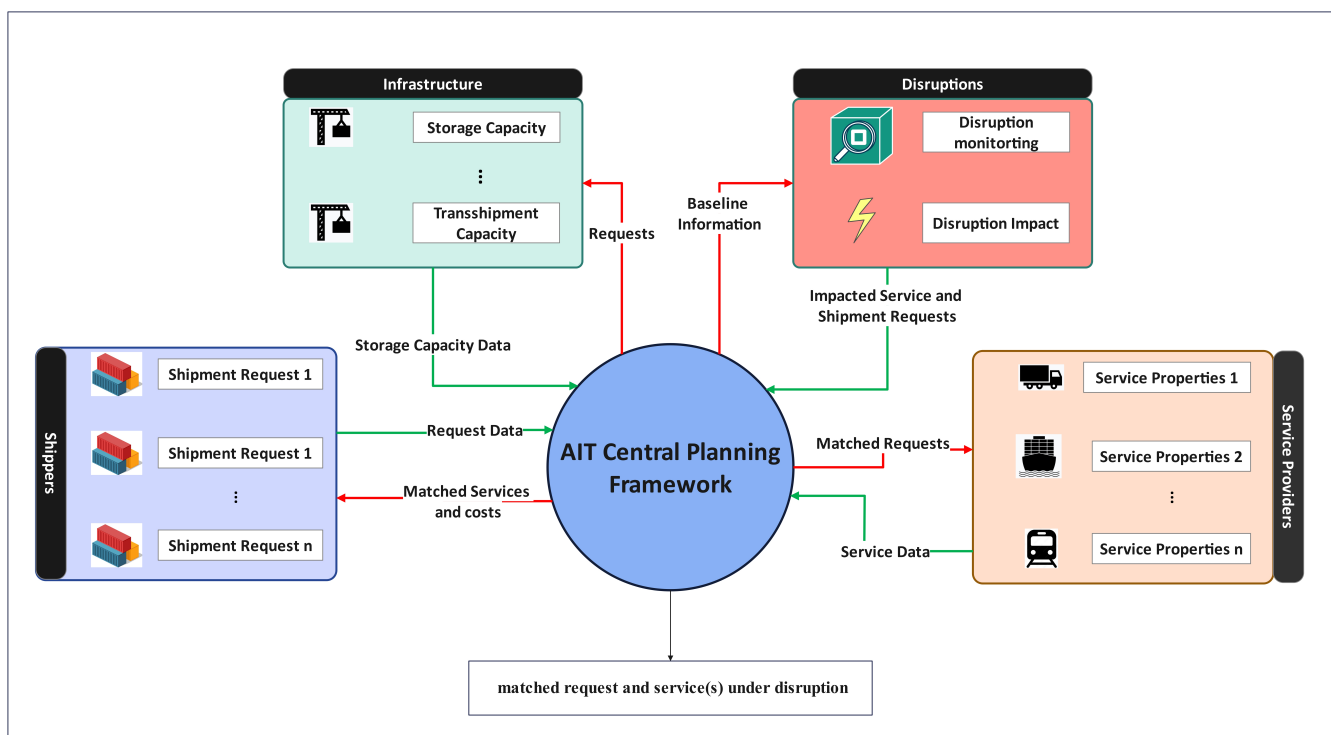 Infrastructure
Storage Capacity
⋮
Transshipment
Capacity
Disruptions
Disruption
monitorting
Disruption Impact
Requests
Baseline
Information
Impacted Service and
Shipment Requests
Storage Capacity Data
Shippers
Shipment Request 1
Shipment Request 1
⋮
Shipment Request n
Request Data
Matched Services
and costs
AIT Central Planning
Framework
Matched Requests
Service Data
Service Properties 1
Service Properties 2
⋮
Service Properties n
Service Providers
matched request and service(s) under disruption